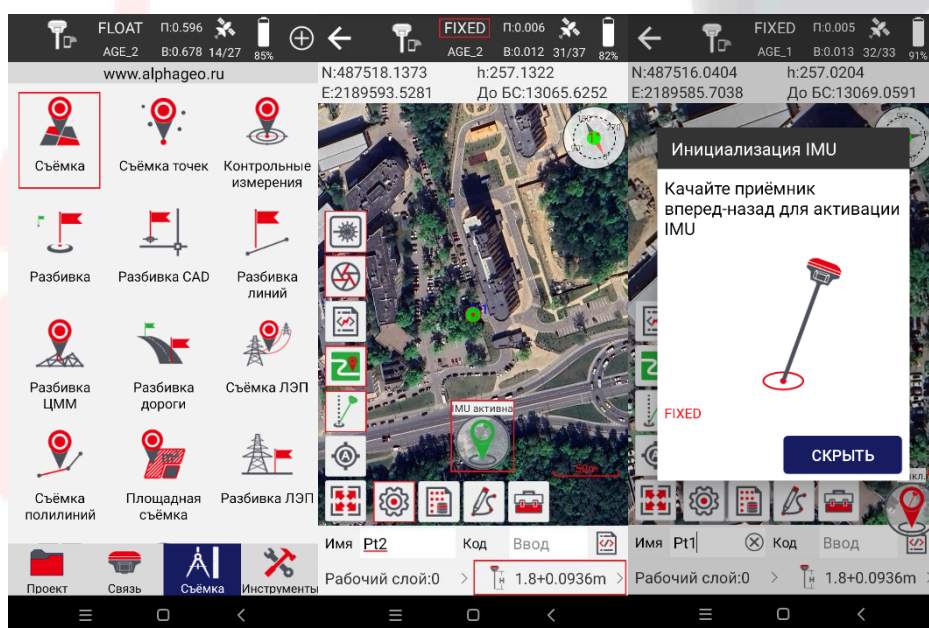 FLOAT П:0.596
AGE_2 В:0.678 14/27 85%
www.alphageo.ru
Съёмка
Съёмка точек
Контрольные
измерения
Разбивка
Разбивка CAD
Разбивка
линий
Разбивка
ЦММ
Разбивка
дороги
Съёмка ЛЭП
Съёмка
полилиний
Площадная
съёмка
Разбивка ЛЭП
Проект
Связь
Съёмка
Инструменты
FIXED П:0.006
AGE_2 В:0.012 31/37 82%
N:487518.1373 h:257.1322
E:2189593.5281 До БС:13065.6252
IMU активна
50m
Имя Pt2 Код Ввод
Рабочий слой:0 > 1.8+0.0936m >
FIXED П:0.005
AGE_1 В:0.013 32/33 91%
N:487516.0404 h:257.0204
E:2189585.7038 До БС:13069.0591
Инициализация IMU
Качайте приёмник
вперед-назад для активации
IMU
FIXED
СКРЫТЬ
Имя Pt1 Код Ввод
Рабочий слой:0 > 1.8+0.0936m >